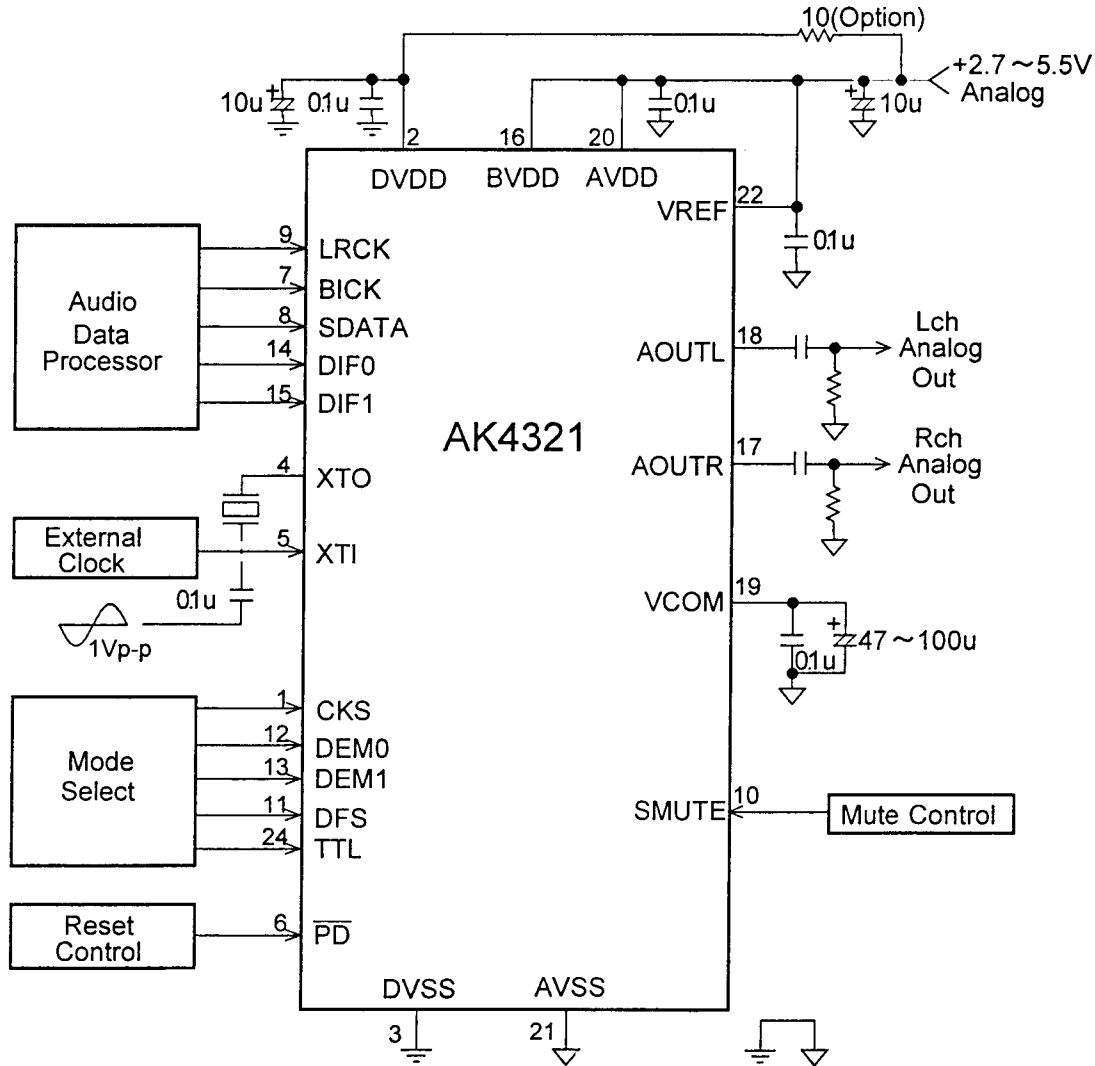 10(Option)
+2.7～5.5V
Analog
+
10u
0.1u
0.1u
+
10u
2
16
20
DVDD
BVDD
AVDD
22
VREF
0.1u
Audio
Data
Processor
9
LRCK
7
BICK
8
SDATA
14
DIF0
15
DIF1
18
AOUTL
Lch
Analog
Out
AK4321
17
AOUTR
Rch
Analog
Out
4
XTO
External
Clock
5
XTI
0.1u
1Vp-p
19
VCOM
+
0.1u
47～100u
Mode
Select
1
CKS
12
DEM0
13
DEM1
11
DFS
24
TTL
10
SMUTE
Mute Control
Reset
Control
6
PD
DVSS
AVSS
3
21